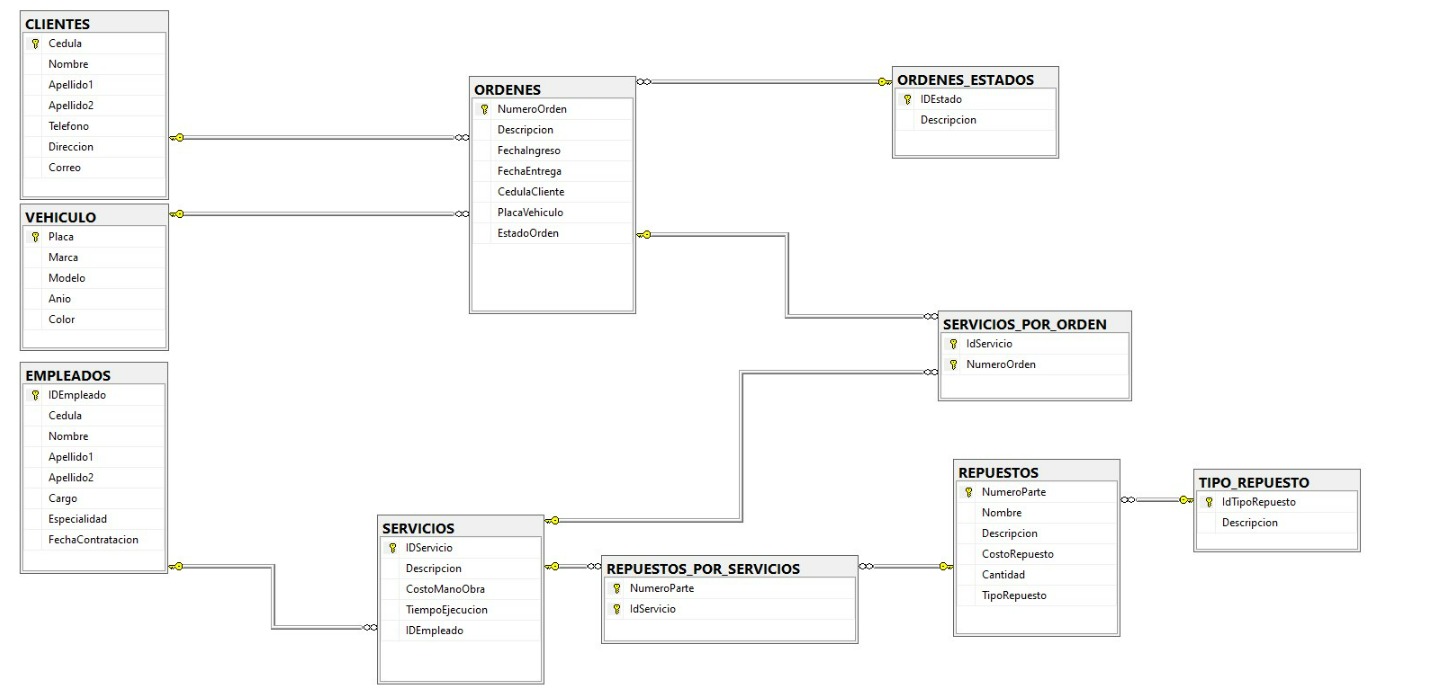 CLIENTES
Cedula
Nombre
Apellido1
Apellido2
Telefono
Direccion
Correo
VEHICULO
Placa
Marca
Modelo
Anio
Color
EMPLEADOS
IDEmpleado
Cedula
Nombre
Apellido1
Apellido2
Cargo
Especialidad
FechaContratacion
ORDENES
NumeroOrden
Descripcion
FechaIngreso
FechaEntrega
CedulaCliente
PlacaVehiculo
EstadoOrden
ORDENES_ESTADOS
IDEstado
Descripcion
SERVICIOS_POR_ORDEN
IdServicio
NumeroOrden
SERVICIOS
IDServicio
Descripcion
CostoManoObra
TiempoEjecucion
IDEmpleado
REPUESTOS_POR_SERVICIOS
NumeroParte
IdServicio
REPUESTOS
NumeroParte
Nombre
Descripcion
CostoRepuesto
Cantidad
TipoRepuesto
TIPO_REPUESTO
IdTipoRepuesto
Descripcion